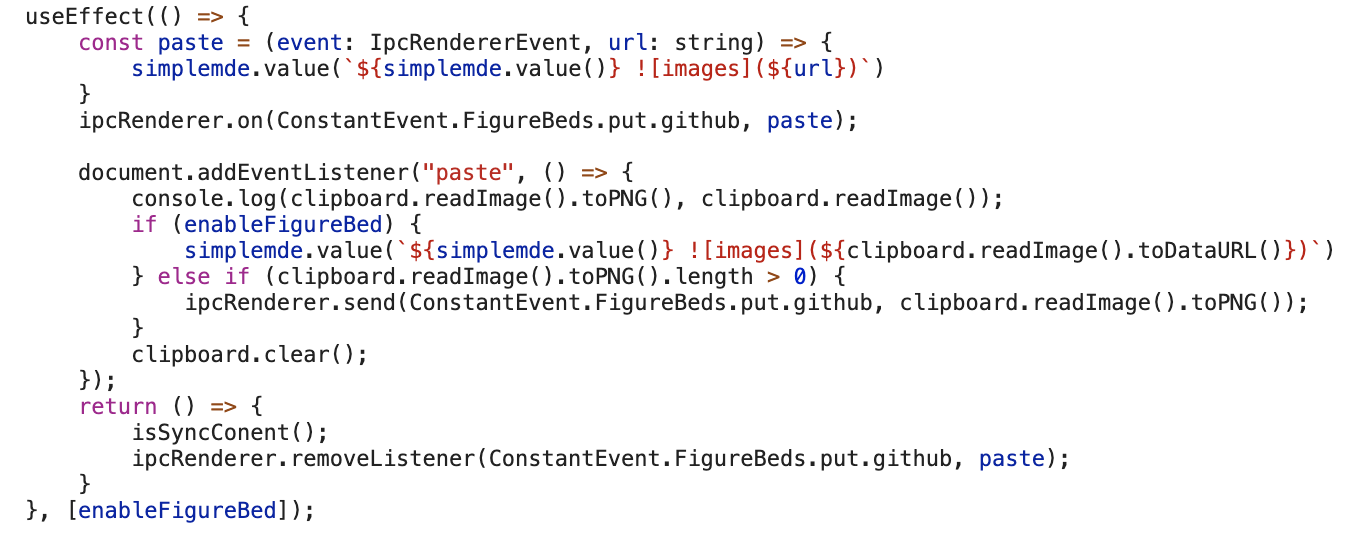 useEffect(() => {
    const paste = (event: IpcRendererEvent, url: string) => {
        simplemde.value(`${simplemde.value()} ![images](${url})`)
    }
    ipcRenderer.on(ConstantEvent.FigureBeds.put.github, paste);

    document.addEventListener("paste", () => {
        console.log(clipboard.readImage().toPNG(), clipboard.readImage());
        if (enableFigureBed) {
            simplemde.value(`${simplemde.value()} ![images](${clipboard.readImage().toDataURL()})`)
        } else if (clipboard.readImage().toPNG().length > 0) {
            ipcRenderer.send(ConstantEvent.FigureBeds.put.github, clipboard.readImage().toPNG());
        }
        clipboard.clear();
    });
    return () => {
        isSyncConent();
        ipcRenderer.removeListener(ConstantEvent.FigureBeds.put.github, paste);
    }
}, [enableFigureBed]);